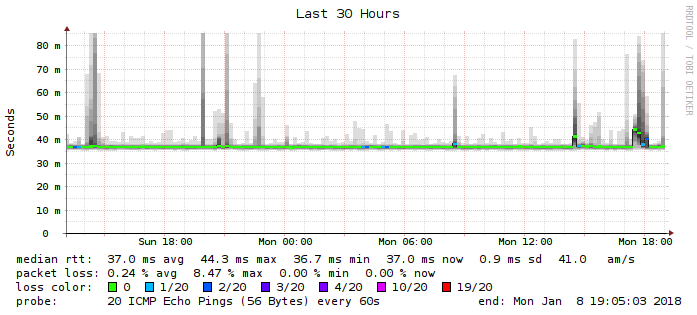 Last 30 Hours
RRDTOOL / TOBI OETIKER
Seconds
80 m
70 m
60 m
50 m
40 m
30 m
20 m
10 m
0
Sun 18:00 Mon 00:00 Mon 06:00 Mon 12:00 Mon 18:00
median rtt: 37.0 ms avg 44.3 ms max 36.7 ms min 37.0 ms now 0.9 ms sd 41.0 am/s
packet loss: 0.24 % avg 8.47 % max 0.00 % min 0.00 % now
loss color: 0 1/20 2/20 3/20 4/20 10/20 19/20
probe: 20 ICMP Echo Pings (56 Bytes) every 60s end: Mon Jan 8 19:05:03 2018